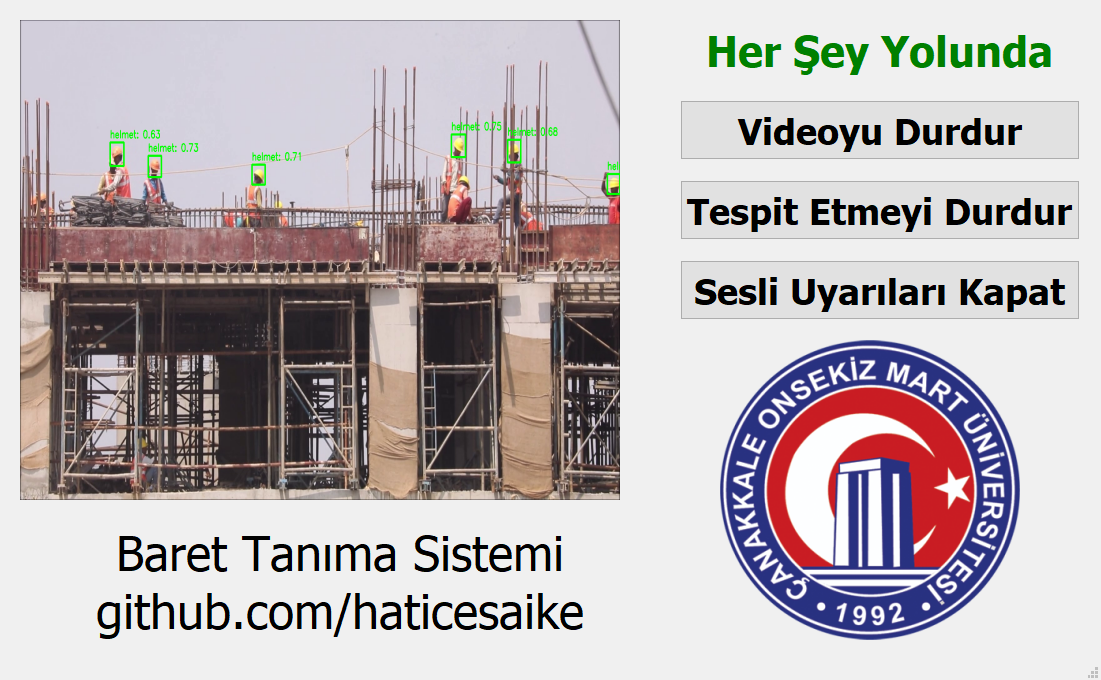 Her Şey Yolunda
helmet: 0.63
helmet: 0.73
helmet: 0.71
helmet: 0.75
helmet: 0.68
hel
Videoyu Durdur
Tespit Etmeyi Durdur
Sesli Uyarıları Kapat
ÇANAKKALE ONSEKİZ MART ÜNİVERSİTESİ
• 1992 •
Baret Tanıma Sistemi
github.com/haticesaike